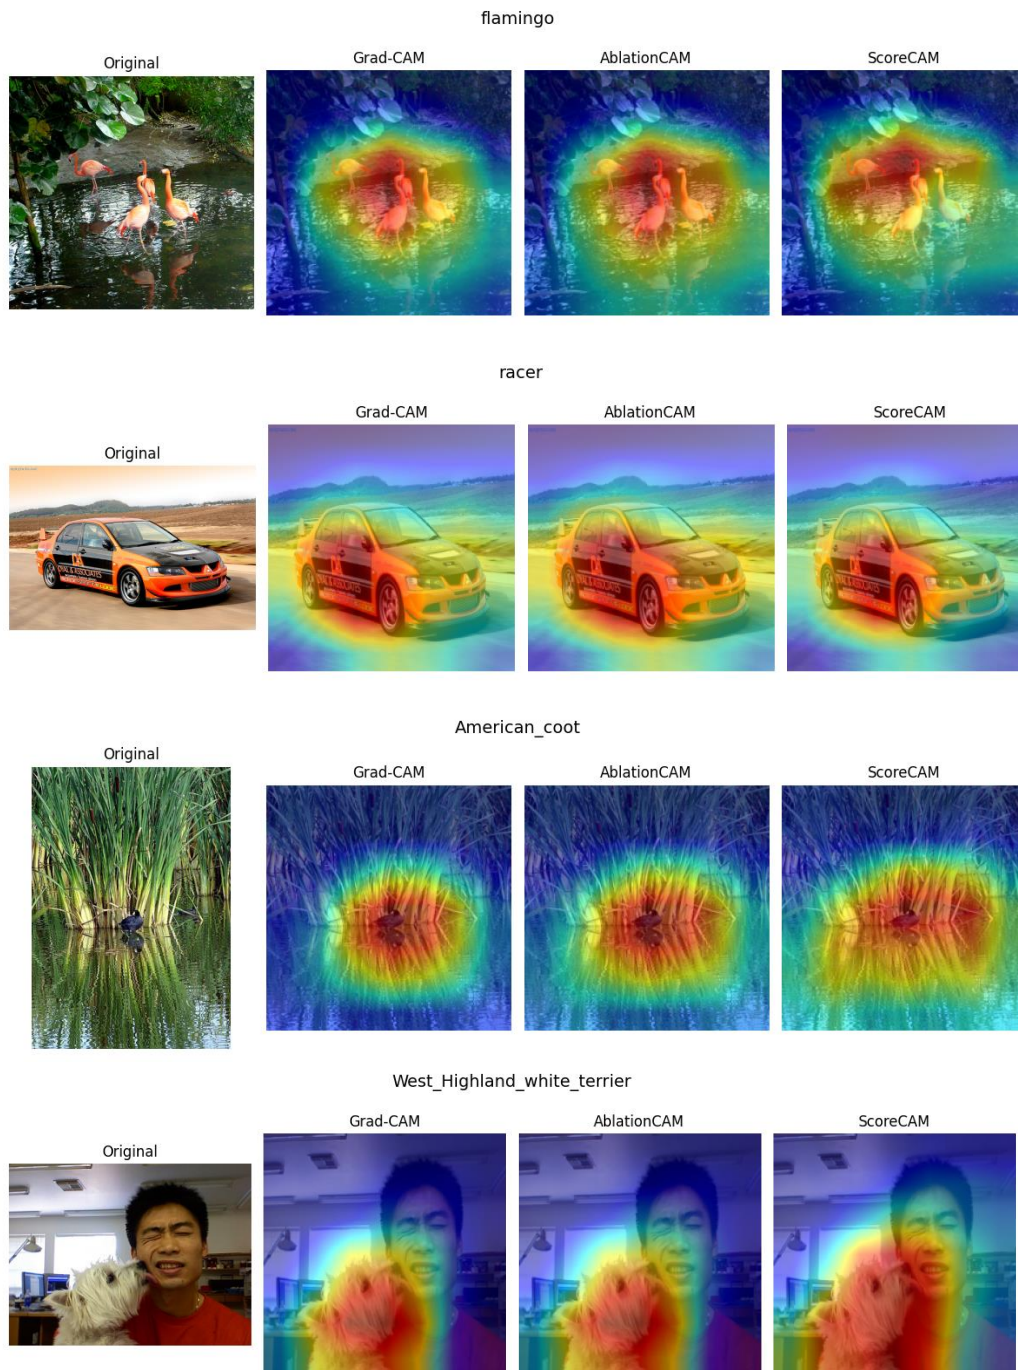 flamingo
Original
Grad-CAM
AblationCAM
ScoreCAM
racer
Original
Grad-CAM
AblationCAM
ScoreCAM
American_coot
Original
Grad-CAM
AblationCAM
ScoreCAM
West_Highland_white_terrier
Original
Grad-CAM
AblationCAM
ScoreCAM